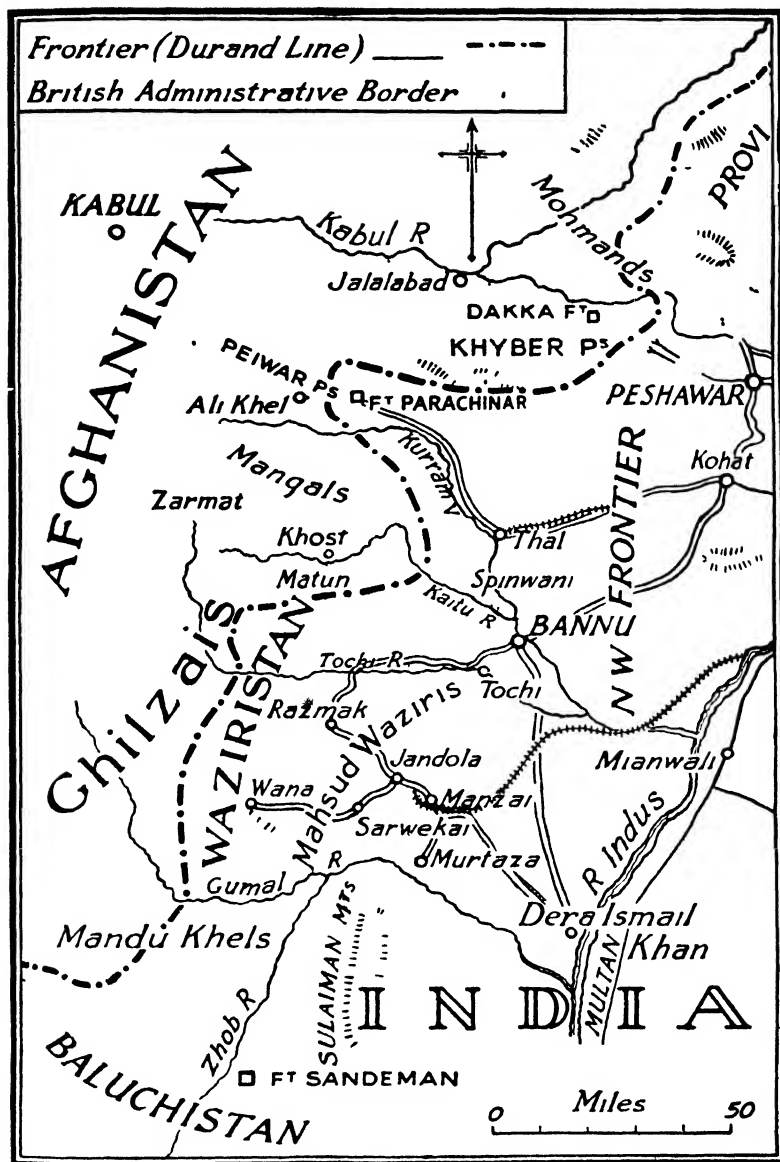 Frontier (Durand Line)
British Administrative Border
KABUL
AFGHANISTAN
Kabul R
Mohmands
PROVI
Jalalabad
DAKKA FT
KHYBER PS
PEIWAR PS
FT PARACHINAR
PESHAWAR
Ali Khel
Kurram V
Kohat
Mangals
Zarmat
Thal
NW FRONTIER
Khost
Matun
Spinwani
Kaitu R
BANNU
Ghilzais
WAZIRISTAN
Tochi R
Tochi
Razmak
Mahsud Waziris
Jandola
Mianwali
Wana
Manzai
Sarwekai
Murtaza
R Indus
Gumal R
Mandu Khels
Dera Ismail
Khan
SULAIMAN MTS
MULTAN
INDIA
Zhob R
BALUCHISTAN
FT SANDEMAN
Miles
0 50